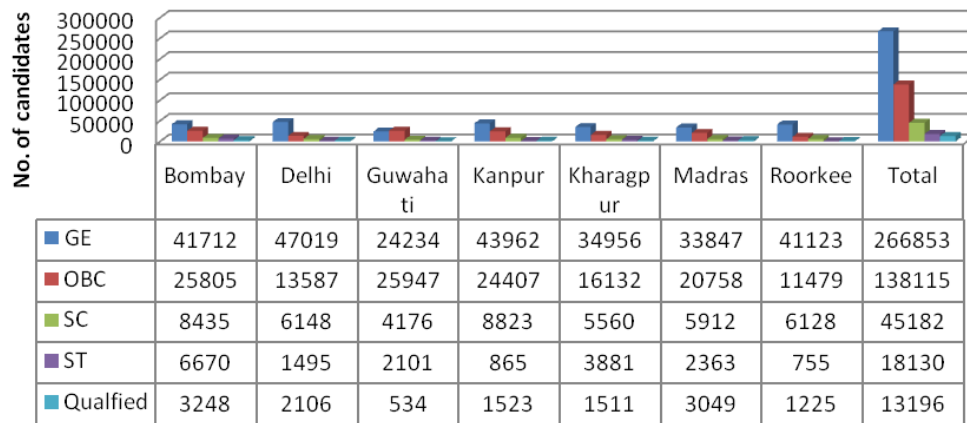 No. of candidates
300000
250000
200000
150000
100000
50000
0
Bombay Delhi Guwaha Kanpur Kharagp Madras Roorkee Total
ti ur
GE 41712 47019 24234 43962 34956 33847 41123 266853
OBC 25805 13587 25947 24407 16132 20758 11479 138115
SC 8435 6148 4176 8823 5560 5912 6128 45182
ST 6670 1495 2101 865 3881 2363 755 18130
Qualfied 3248 2106 534 1523 1511 3049 1225 13196